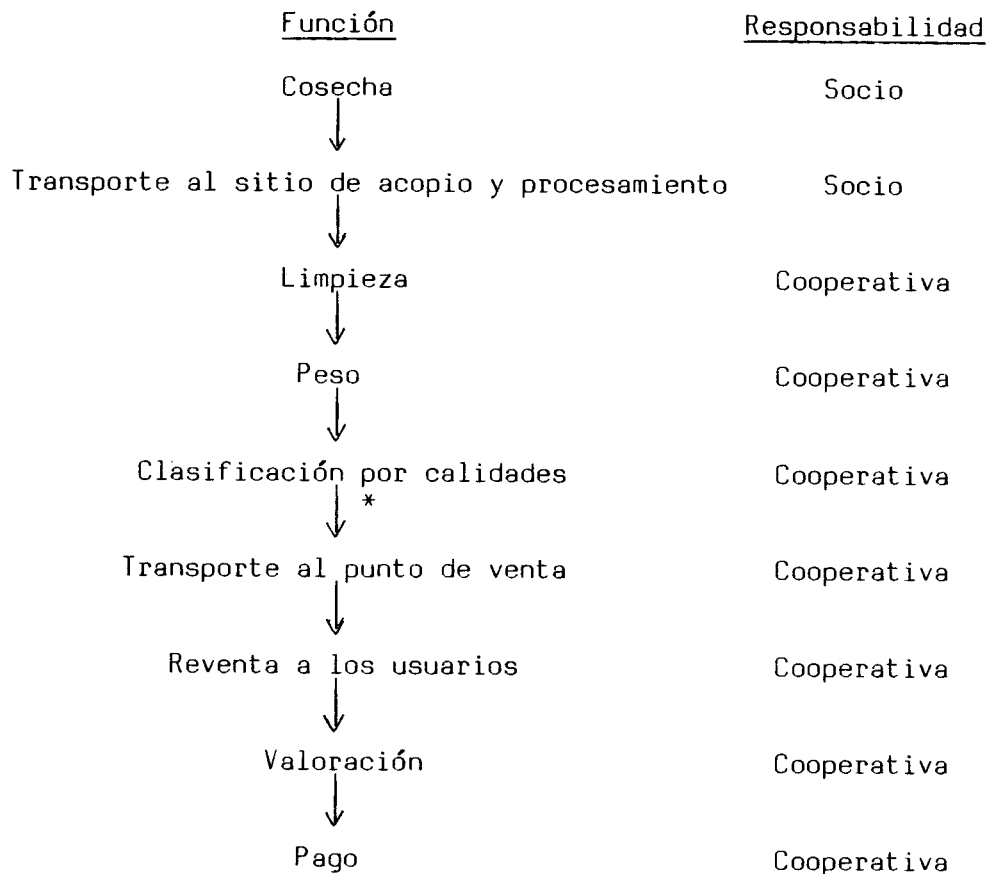 Función Responsabilidad
Cosecha Socio
Transporte al sitio de acopio y procesamiento Socio
Limpieza Cooperativa
Peso Cooperativa
Clasificación por calidades Cooperativa
*
Transporte al punto de venta Cooperativa
Reventa a los usuarios Cooperativa
Valoración Cooperativa
Pago Cooperativa